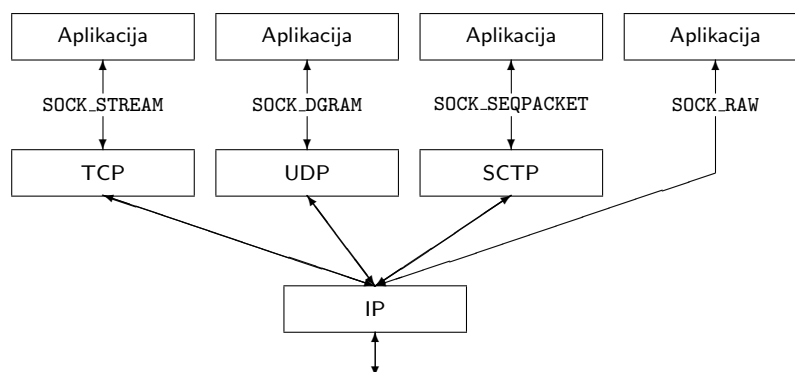 Aplikacija Aplikacija Aplikacija Aplikacija
SOCK_STREAM SOCK_DGRAM SOCK_SEQPACKET SOCK_RAW
TCP UDP SCTP
IP